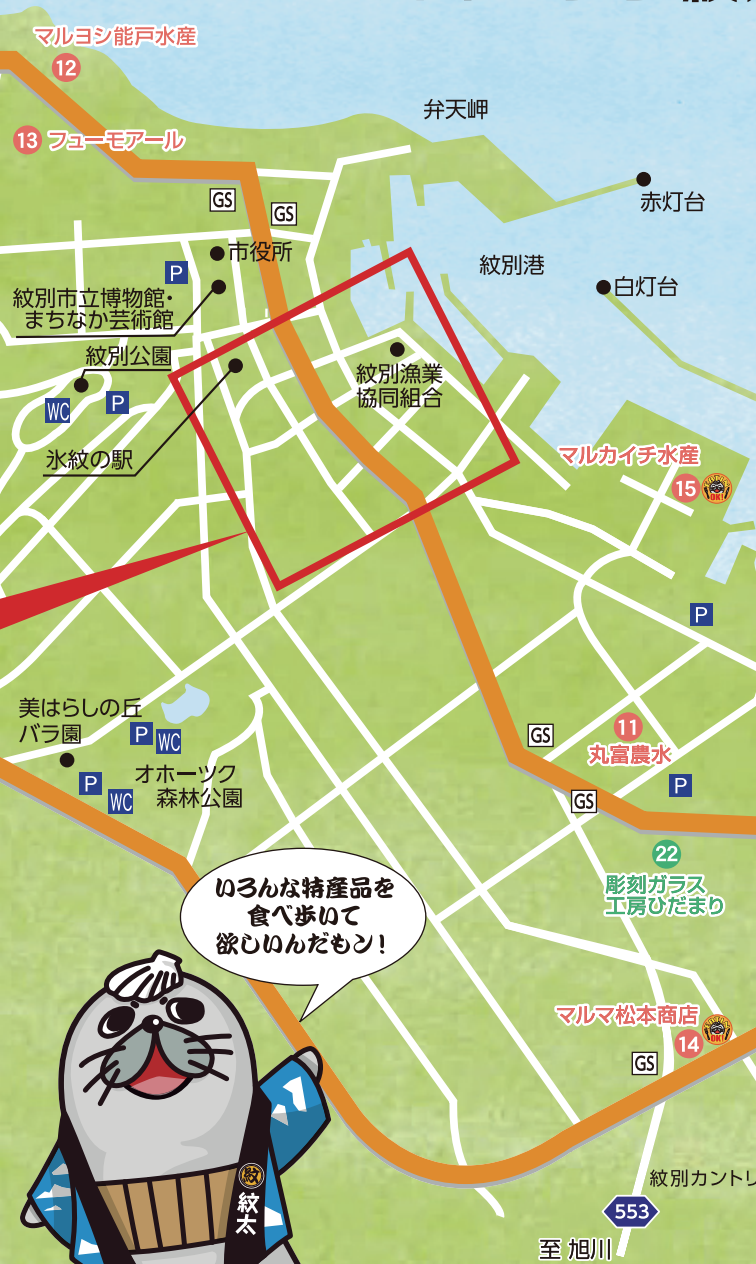 マルヨシ能戸水産
12
13 フューモアール
弁天岬
赤灯台
GS
GS
市役所
紋別港
P
白灯台
紋別市立博物館・
まちなか芸術館
紋別公園
紋別漁業
協同組合
WC
P
氷紋の駅
マルカイチ水産
15
OK!
P
美はらしの丘
バラ園
P
WC
P
WC
オホーツク
森林公園
GS
11
丸富農水
P
GS
22
彫刻ガラス
工房ひだまり
いろんな特産品を
食べ歩いて
欲しいんだもン!
マルマ松本商店
14
OK!
GS
紋
紋太
紋別カントリ
553
至 旭川